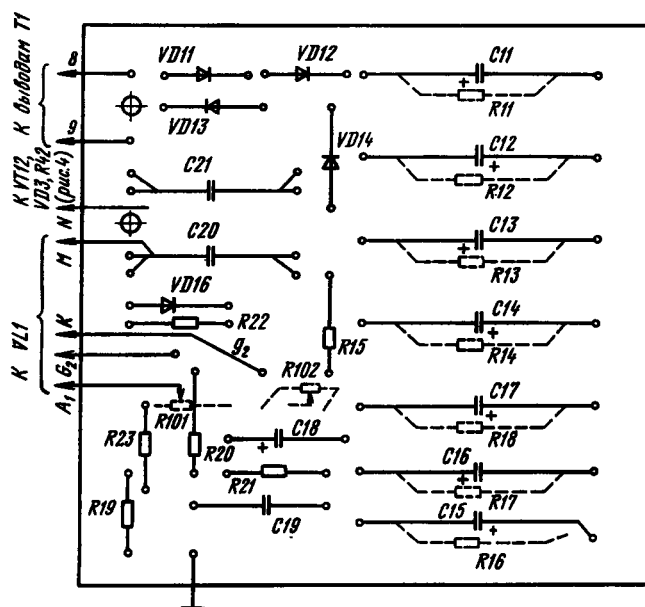 К выводам T1
8
9
К VT12,
VD3, R42
(рис.4)
N
M
К VL1
K
G2
A1
VD11
VD12
VD13
VD14
C21
C20
VD16
R22
g2
R15
R102
R101
C18
R23
R20
R21
R19
C19
C11
+
R11
C12
+
R12
C13
+
R13
C14
+
R14
C17
+
R18
C16
+
R17
C15
+
R16
+